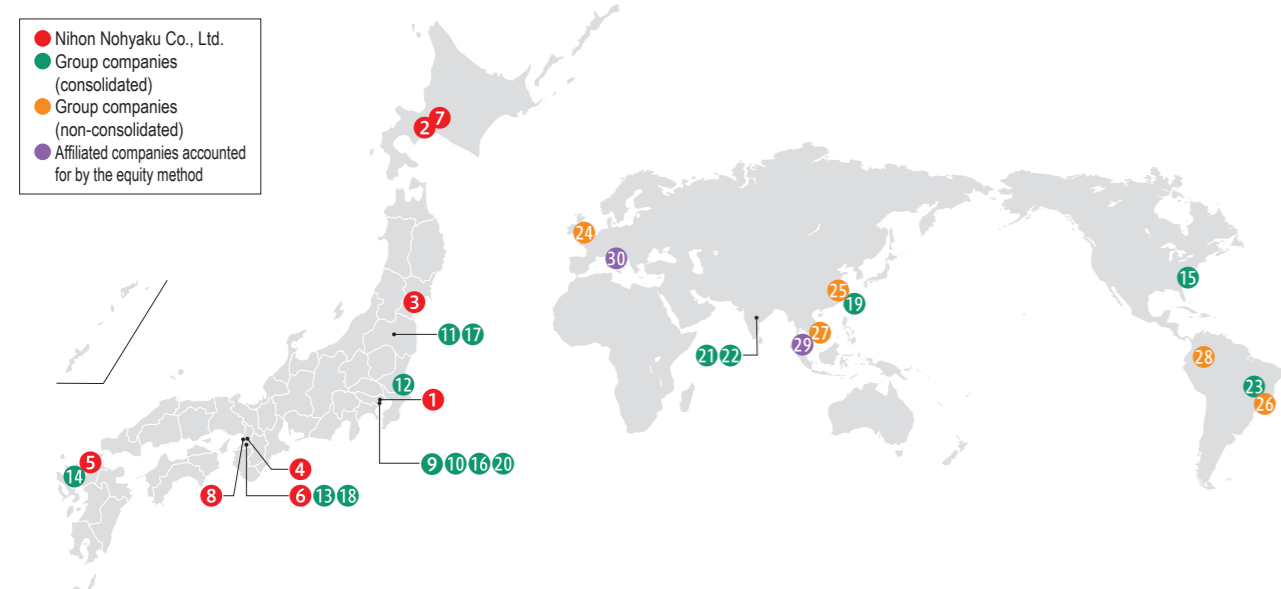 Nihon Nohyaku Co., Ltd.
Group companies
(consolidated)
Group companies
(non-consolidated)
Affiliated companies accounted
for by the equity method
7
2
3
11 17
12
1
9 10 16 20
5
14
4
8
6 13 18
24
30
25
19
27
29
21 22
15
28
23
26